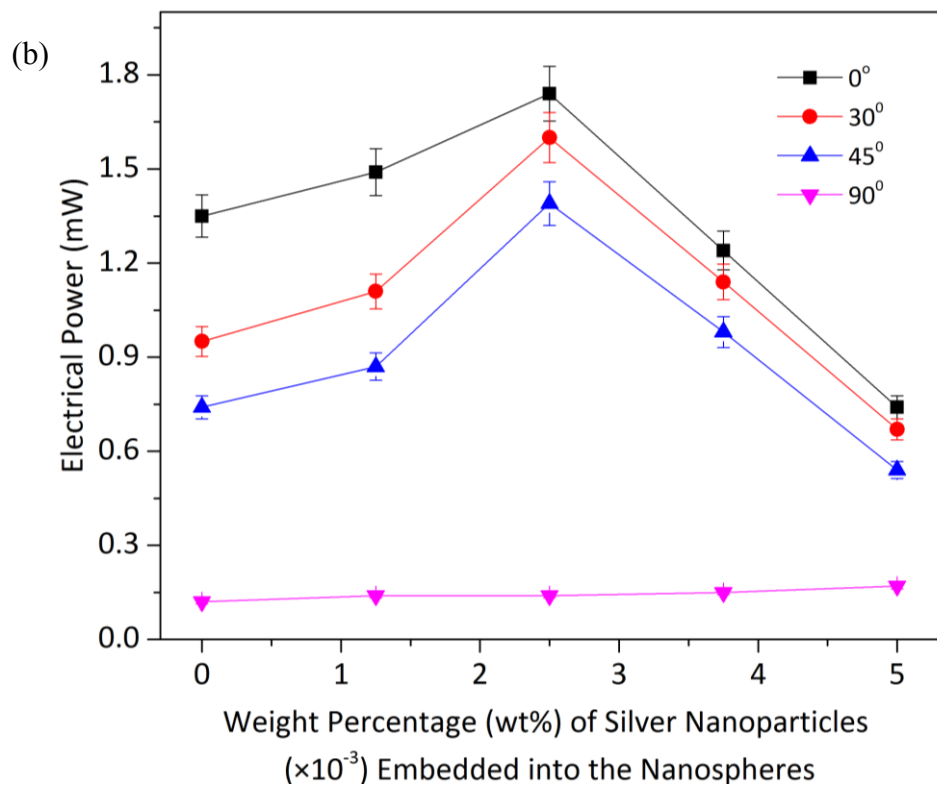 (b)
Electrical Power (mW)
1.8
1.5
1.2
0.9
0.6
0.3
0.0
0°
30°
45°
90°
0 1 2 3 4 5
Weight Percentage (wt%) of Silver Nanoparticles
(×10⁻³) Embedded into the Nanospheres